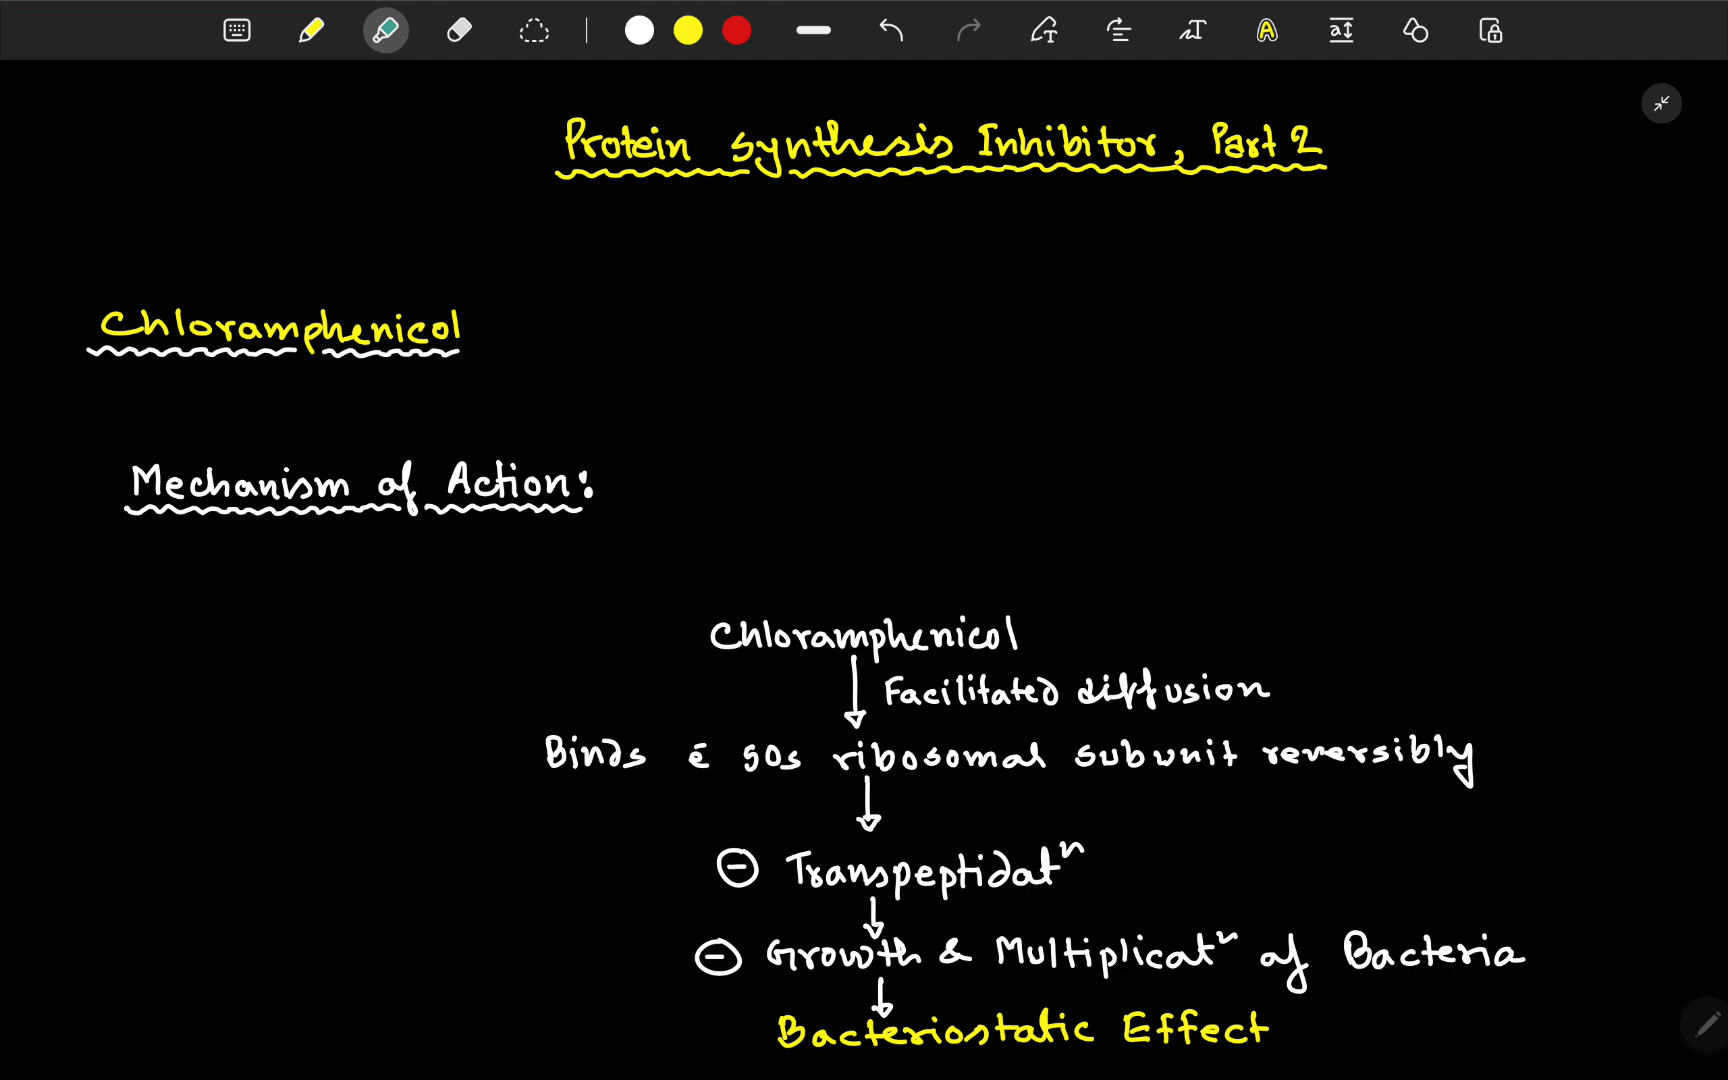 Protein synthesis Inhibitor, Part 2
Chloramphenicol
Mechanism of Action:
Chloramphenicol
Facilitated diffusion
Binds c̄ 50s ribosomal subunit reversibly
⊖ Transpeptidatⁿ
⊖ Growth & Multiplicatⁿ of Bacteria
Bacteriostatic Effect